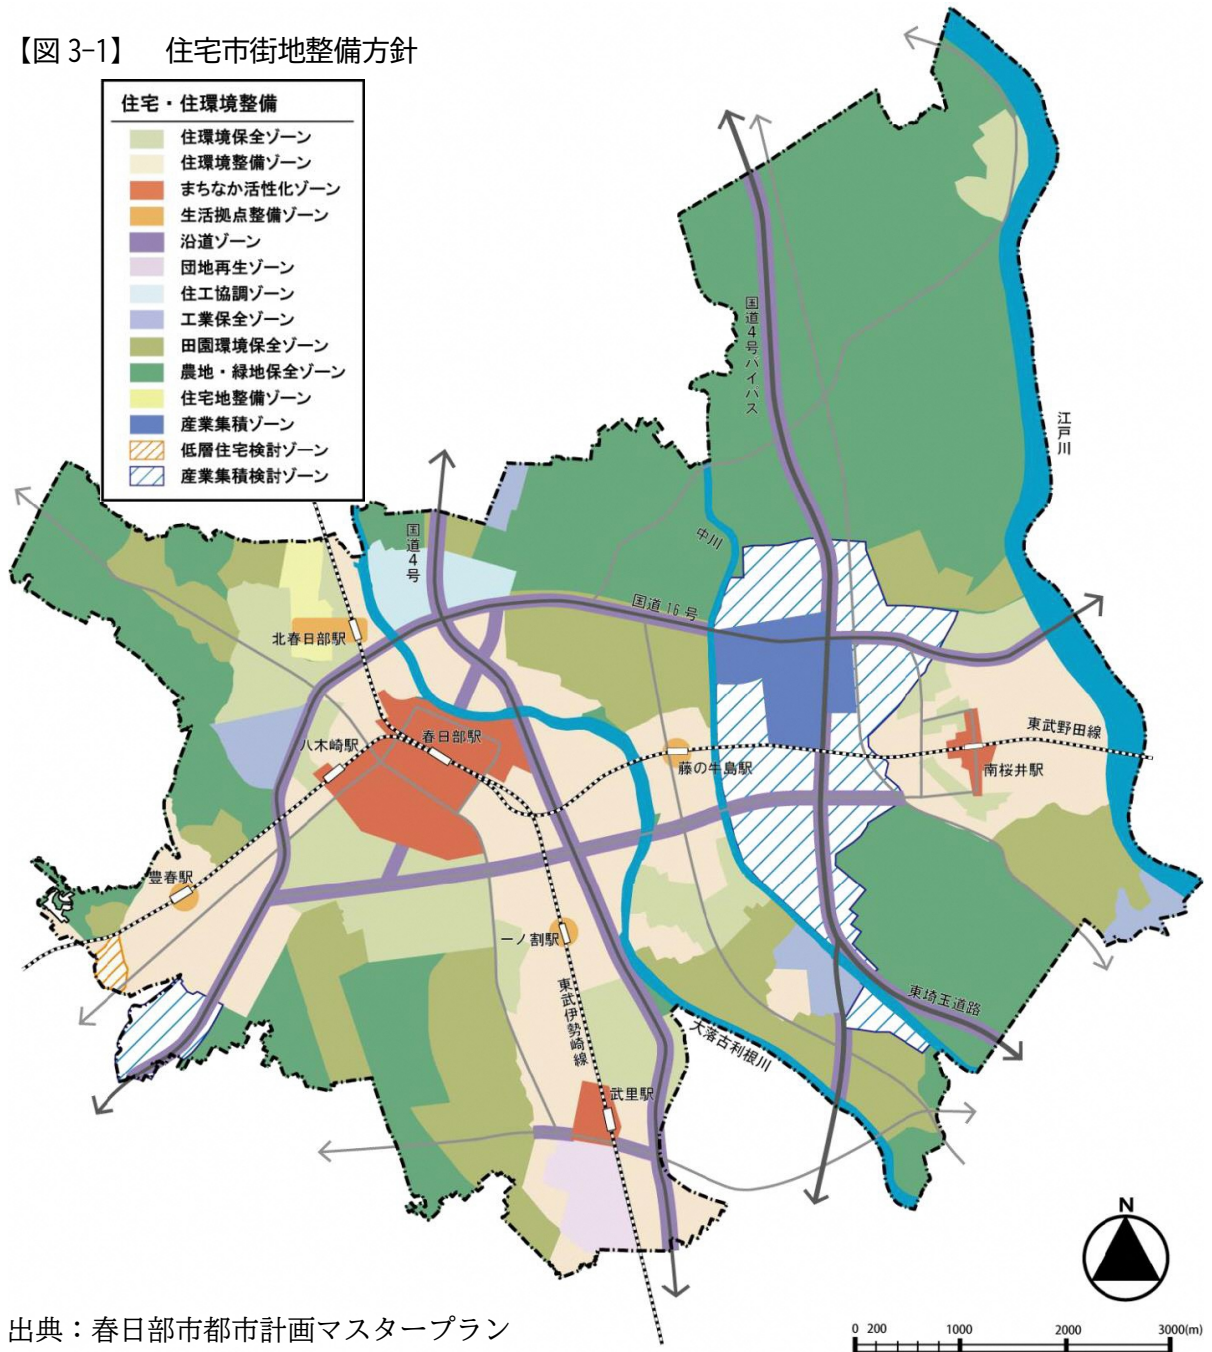 【図 3-1】　住宅市街地整備方針
住宅・住環境整備
住環境保全ゾーン
住環境整備ゾーン
まちなか活性化ゾーン
生活拠点整備ゾーン
沿道ゾーン
団地再生ゾーン
住工協調ゾーン
工業保全ゾーン
田園環境保全ゾーン
農地・緑地保全ゾーン
住宅地整備ゾーン
産業集積ゾーン
低層住宅検討ゾーン
産業集積検討ゾーン
国道4号バイパス
江戸川
国道4号
中川
国道16号
北春日部駅
八木崎駅
春日部駅
藤の牛島駅
東武野田線
南桜井駅
豊春駅
一ノ割駅
東武伊勢崎線
東埼玉道路
大落古利根川
武里駅
N
出典：春日部市都市計画マスタープラン
0 200 1000 2000 3000(m)